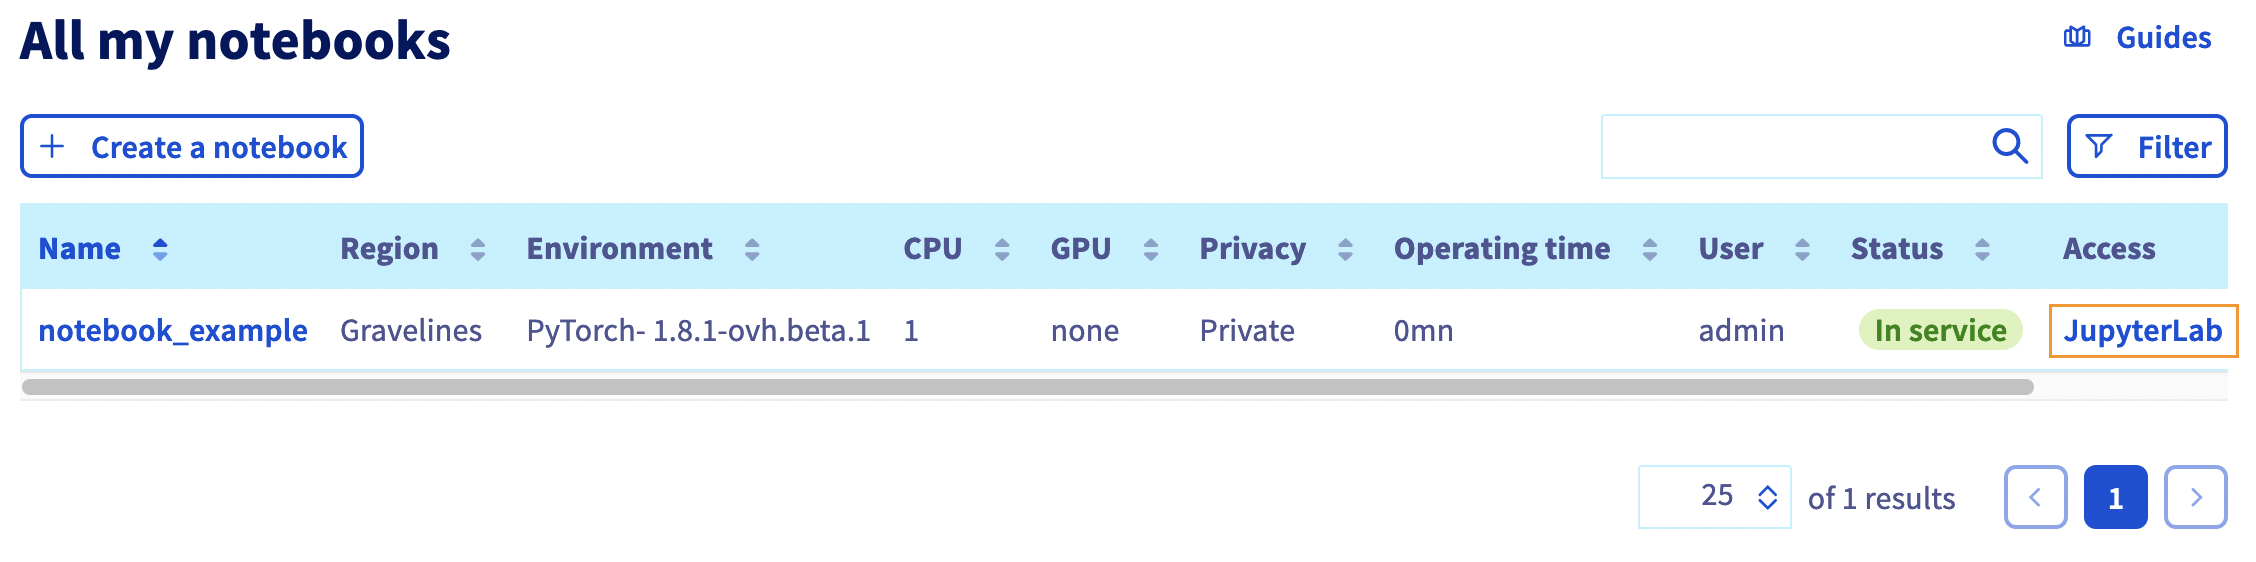 All my notebooks
Guides
Create a notebook
Filter
Name Region Environment CPU GPU Privacy Operating time User Status Access
notebook_example Gravelines PyTorch- 1.8.1-ovh.beta.1 1 none Private 0mn admin In service JupyterLab
25 of 1 results 1